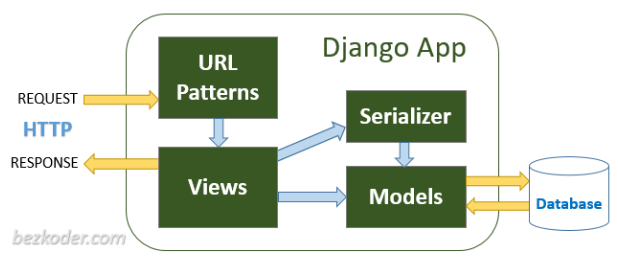 Django App
URL
Patterns
REQUEST
HTTP
RESPONSE
Serializer
Views
Models
Database
bezkoder.com